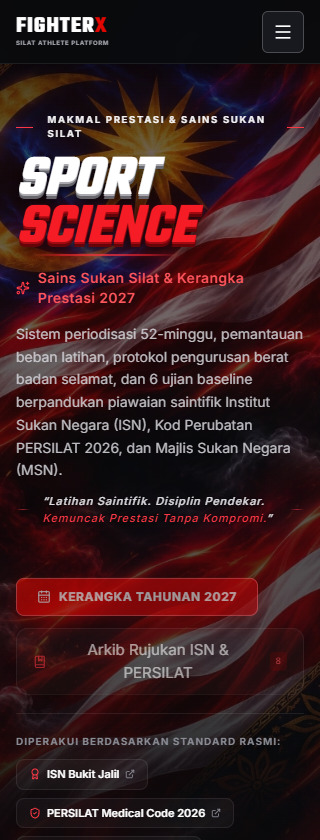 FIGHTERX
SILAT ATHLETE PLATFORM
MAKMAL PRESTASI & SAINS SUKAN
SILAT
SPORT
SCIENCE
Sains Sukan Silat & Kerangka
Prestasi 2027
Sistem periodisasi 52-minggu, pemantauan
beban latihan, protokol pengurusan berat
badan selamat, dan 6 ujian baseline
berpandukan piawaian saintifik Institut
Sukan Negara (ISN), Kod Perubatan
PERSILAT 2026, dan Majlis Sukan Negara
(MSN).
"Latihan Saintifik. Disiplin Pendekar.
Kemuncak Prestasi Tanpa Kompromi."
KERANGKA TAHUNAN 2027
Arkib Rujukan ISN &
PERSILAT
8
DIPERAKUI BERDASARKAN STANDARD RASMI:
ISN Bukit Jalil
PERSILAT Medical Code 2026